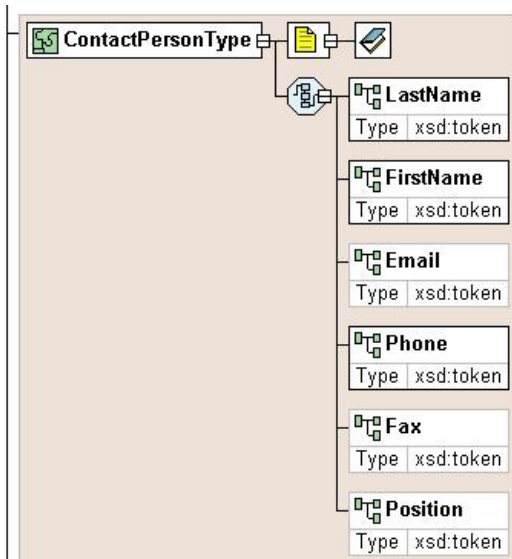 ContactPersonType
LastName
Type xsd:token
FirstName
Type xsd:token
Email
Type xsd:token
Phone
Type xsd:token
Fax
Type xsd:token
Position
Type xsd:token